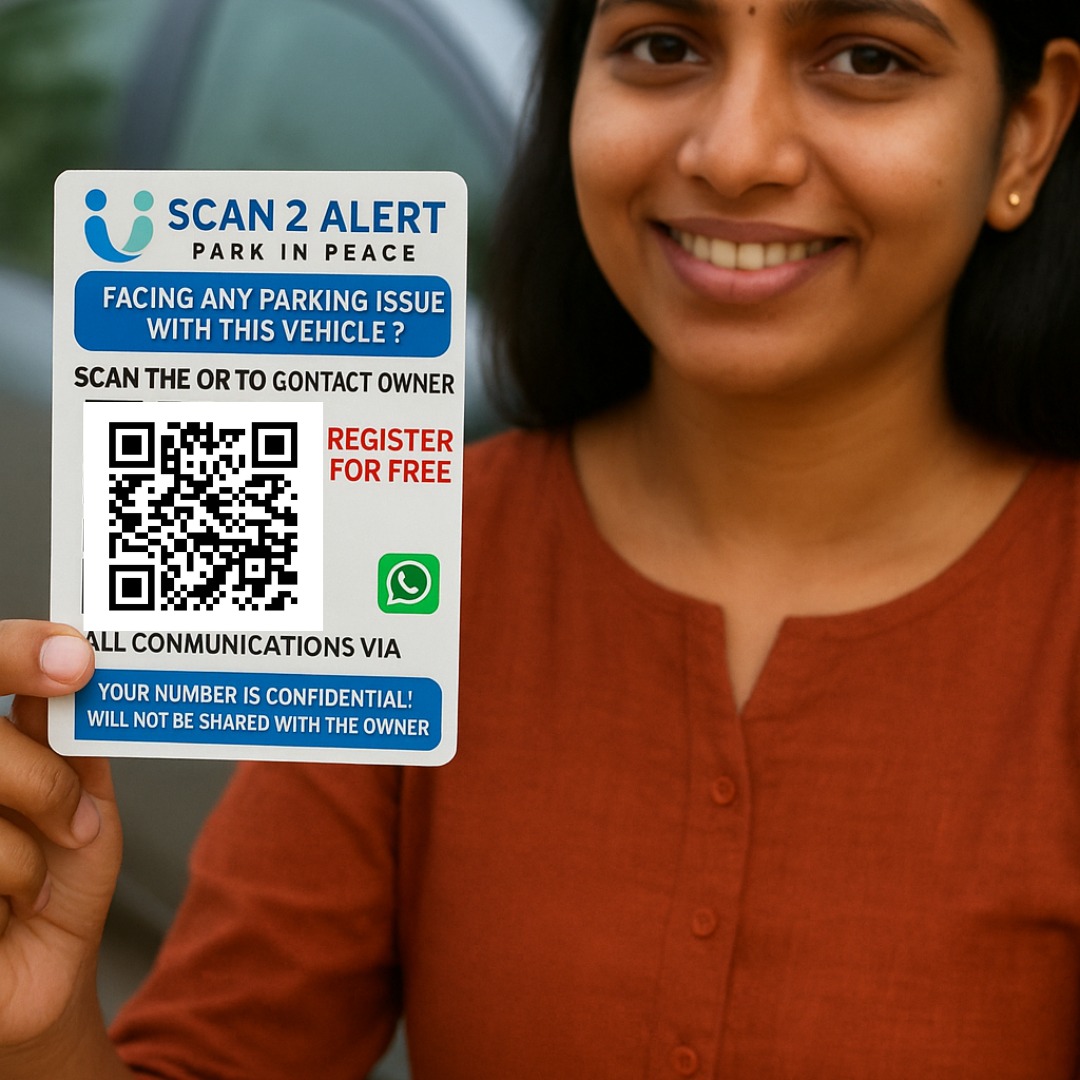 SCAN 2 ALERT
PARK IN PEACE
FACING ANY PARKING ISSUE
WITH THIS VEHICLE ?
SCAN THE OR TO GONTACT OWNER
REGISTER
FOR FREE
ALL CONMUNICATIONS VIA
YOUR NUMBER IS CONFIDENTIAL!
WILL NOT BE SHARED WITH THE OWNER